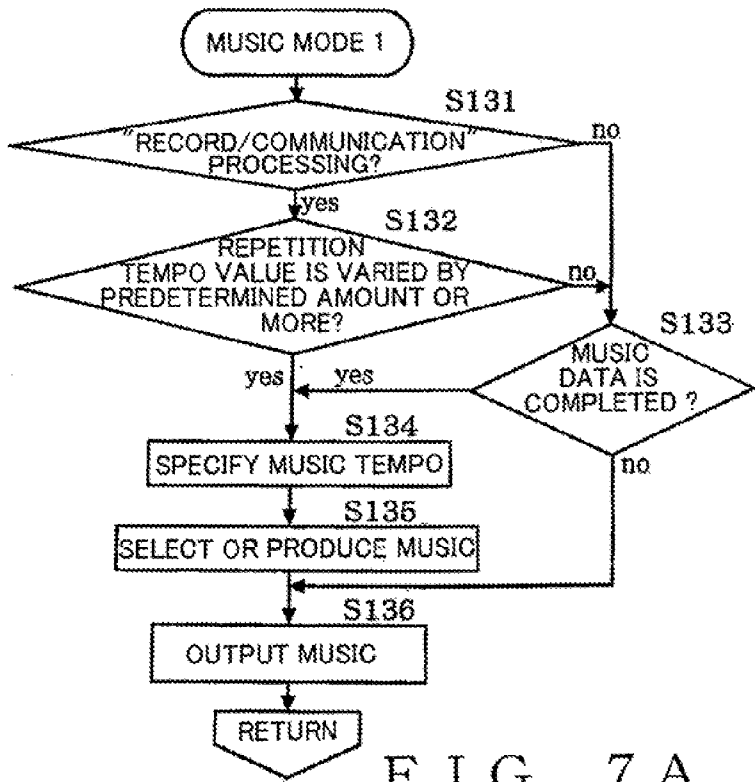 MUSIC MODE 1
S131
"RECORD/COMMUNICATION"
PROCESSING?
no
yes
S132
REPETITION
TEMPO VALUE IS VARIED BY
PREDETERMINED AMOUNT OR
MORE?
no
S133
MUSIC
DATA IS
COMPLETED ?
yes
yes
no
S134
SPECIFY MUSIC TEMPO
S135
SELECT OR PRODUCE MUSIC
S136
OUTPUT MUSIC
RETURN
FIG. 7A